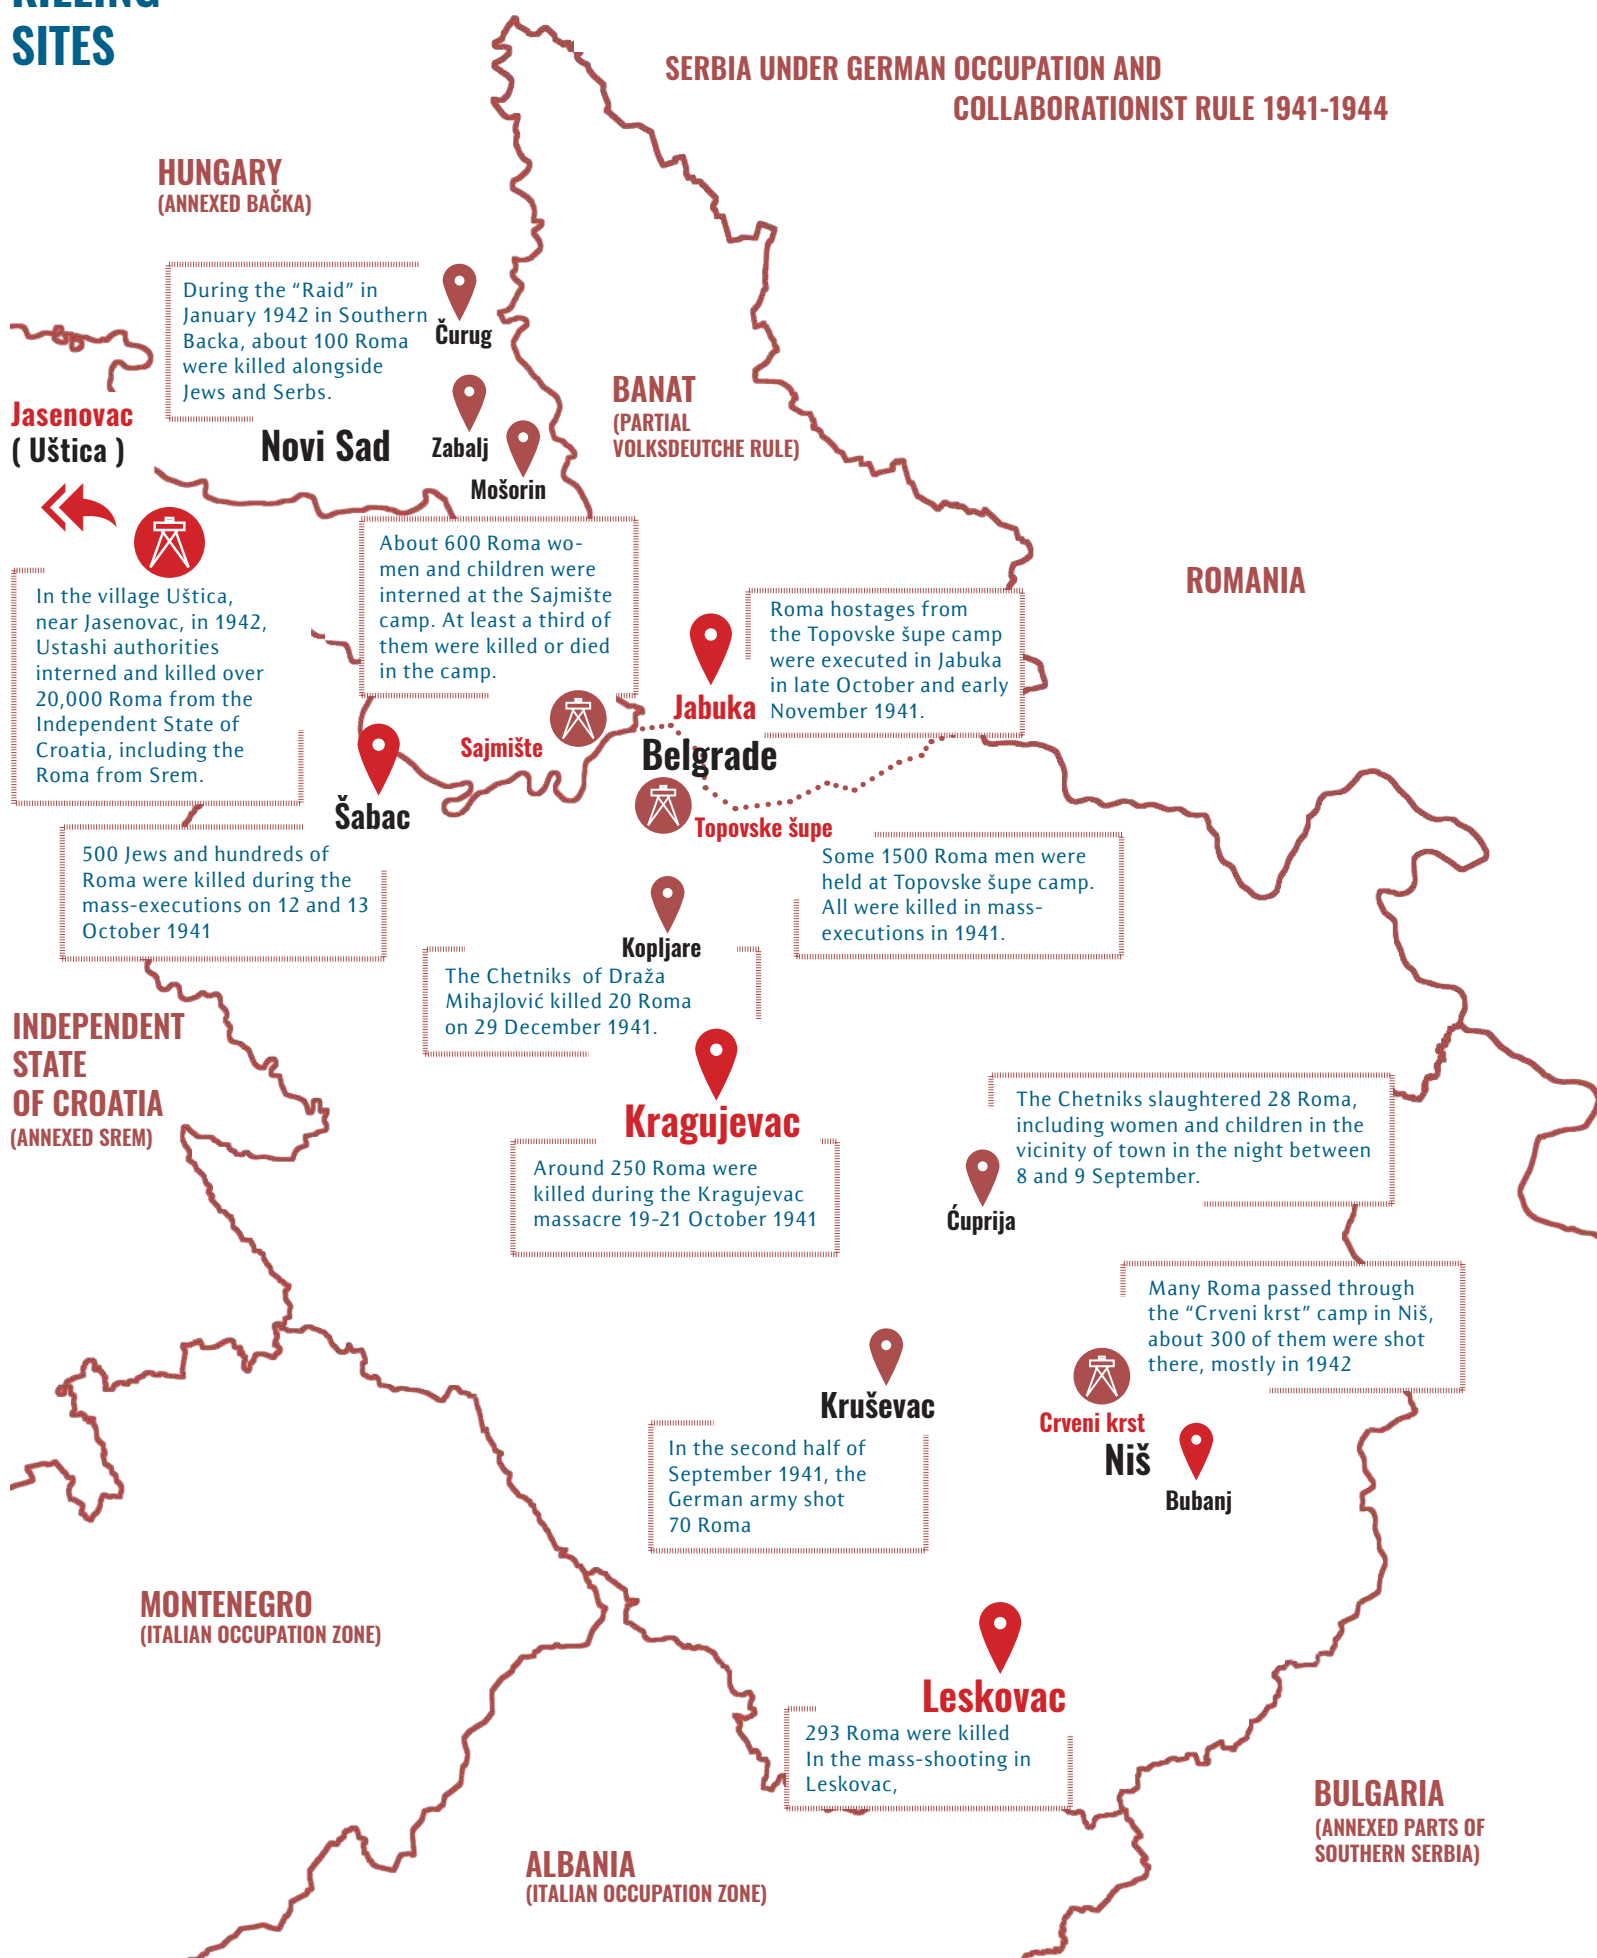 SITES
SERBIA UNDER GERMAN OCCUPATION AND
COLLABORATIONIST RULE 1941-1944
HUNGARY
(ANNEXED BAČKA)
During the “Raid” in
January 1942 in Southern
Backa, about 100 Roma
were killed alongside
Jews and Serbs.
Čurug
Zabalj
Mošorin
Novi Sad
BANAT
(PARTIAL
VOLKSDEUTCHE RULE)
Jasenovac
( Uštica )
In the village Uštica,
near Jasenovac, in 1942,
Ustashi authorities
interned and killed over
20,000 Roma from the
Independent State of
Croatia, including the
Roma from Srem.
About 600 Roma wo-
men and children were
interned at the Sajmište
camp. At least a third of
them were killed or died
in the camp.
Sajmište
Roma hostages from
the Topovske šupe camp
were executed in Jabuka
in late October and early
November 1941.
Jabuka
Belgrade
ROMANIA
Šabac
500 Jews and hundreds of
Roma were killed during the
mass-executions on 12 and 13
October 1941
Topovske šupe
Some 1500 Roma men were
held at Topovske šupe camp.
All were killed in mass-
executions in 1941.
Kopljare
The Chetniks of Draža
Mihajlović killed 20 Roma
on 29 December 1941.
INDEPENDENT
STATE
OF CROATIA
(ANNEXED SREM)
Kragujevac
Around 250 Roma were
killed during the Kragujevac
massacre 19-21 October 1941
The Chetniks slaughtered 28 Roma,
including women and children in the
vicinity of town in the night between
8 and 9 September.
Ćuprija
Many Roma passed through
the “Crveni krst” camp in Niš,
about 300 of them were shot
there, mostly in 1942
Crveni krst
Niš
Bubanj
Kruševac
In the second half of
September 1941, the
German army shot
70 Roma
MONTENEGRO
(ITALIAN OCCUPATION ZONE)
Leskovac
293 Roma were killed
In the mass-shooting in
Leskovac,
BULGARIA
(ANNEXED PARTS OF
SOUTHERN SERBIA)
ALBANIA
(ITALIAN OCCUPATION ZONE)